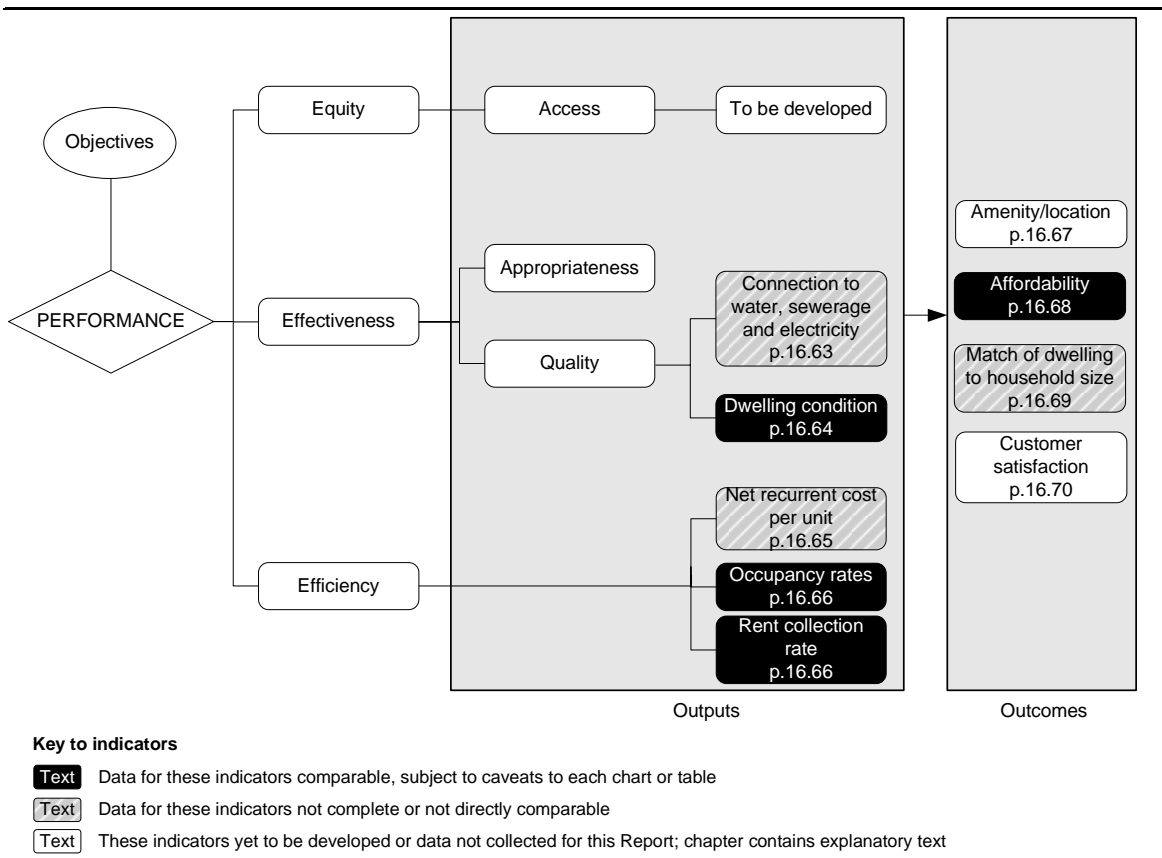 Objectives
PERFORMANCE
Equity
Access
To be developed
Effectiveness
Appropriateness
Quality
Connection to
water, sewerage
and electricity
p.16.63
Dwelling condition
p.16.64
Efficiency
Net recurrent cost
per unit
p.16.65
Occupancy rates
p.16.66
Rent collection
rate
p.16.66
Outputs
Amenity/location
p.16.67
Affordability
p.16.68
Match of dwelling
to household size
p.16.69
Customer
satisfaction
p.16.70
Outcomes
Key to indicators
Text Data for these indicators comparable, subject to caveats to each chart or table
Text Data for these indicators not complete or not directly comparable
Text These indicators yet to be developed or data not collected for this Report; chapter contains explanatory text